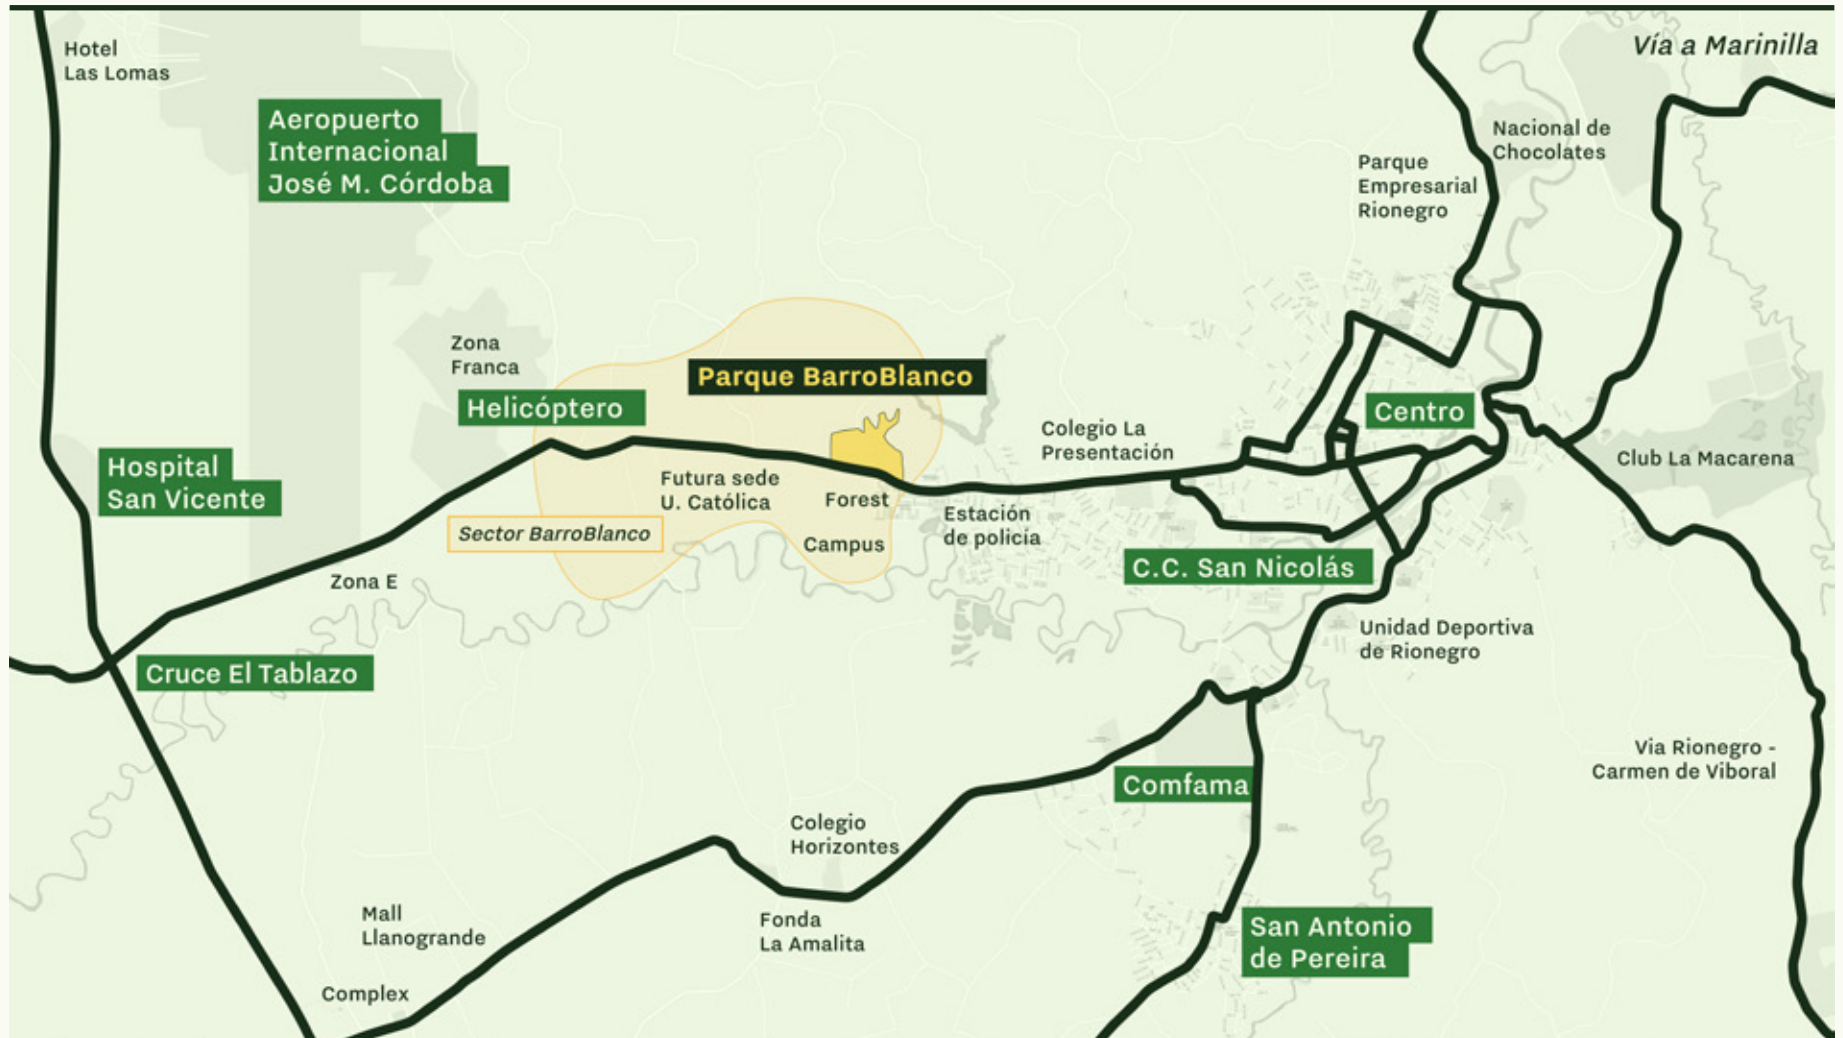 Hotel
Las Lomas
Vía a Marinilla
Aeropuerto
Internacional
José M. Córdoba
Nacional de
Chocolates
Parque
Empresarial
Rionegro
Zona
Franca
Parque BarroBlanco
Helicóptero
Centro
Colegio La
Presentación
Club La Macarena
Hospital
San Vicente
Futura sede
U. Católica
Forest
Estación
de policía
Sector BarroBlanco
Campus
C.C. San Nicolás
Zona E
Unidad Deportiva
de Rionegro
Cruce El Tablazo
Via Rionegro -
Carmen de Viboral
Comfama
Colegio
Horizontes
Mall
Llanogrande
Fonda
La Amalita
San Antonio
de Pereira
Complex